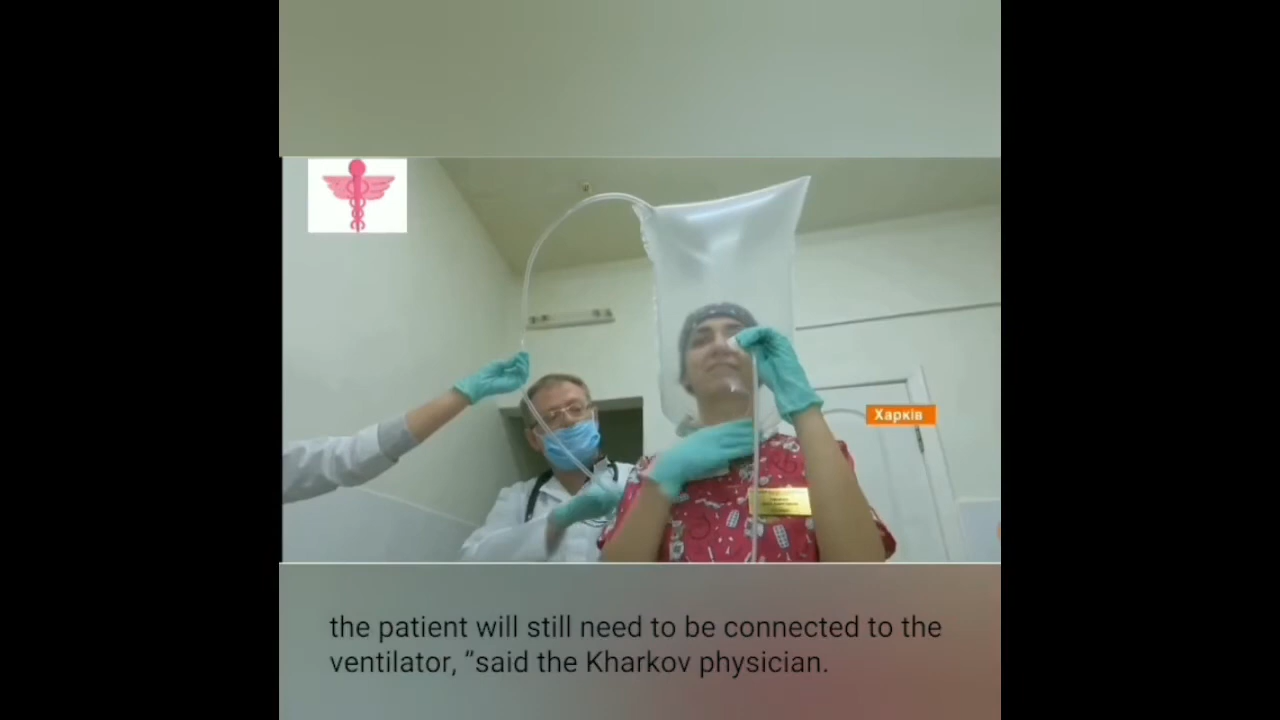 Харків
the patient will still need to be connected to the
ventilator, ”said the Kharkov physician.